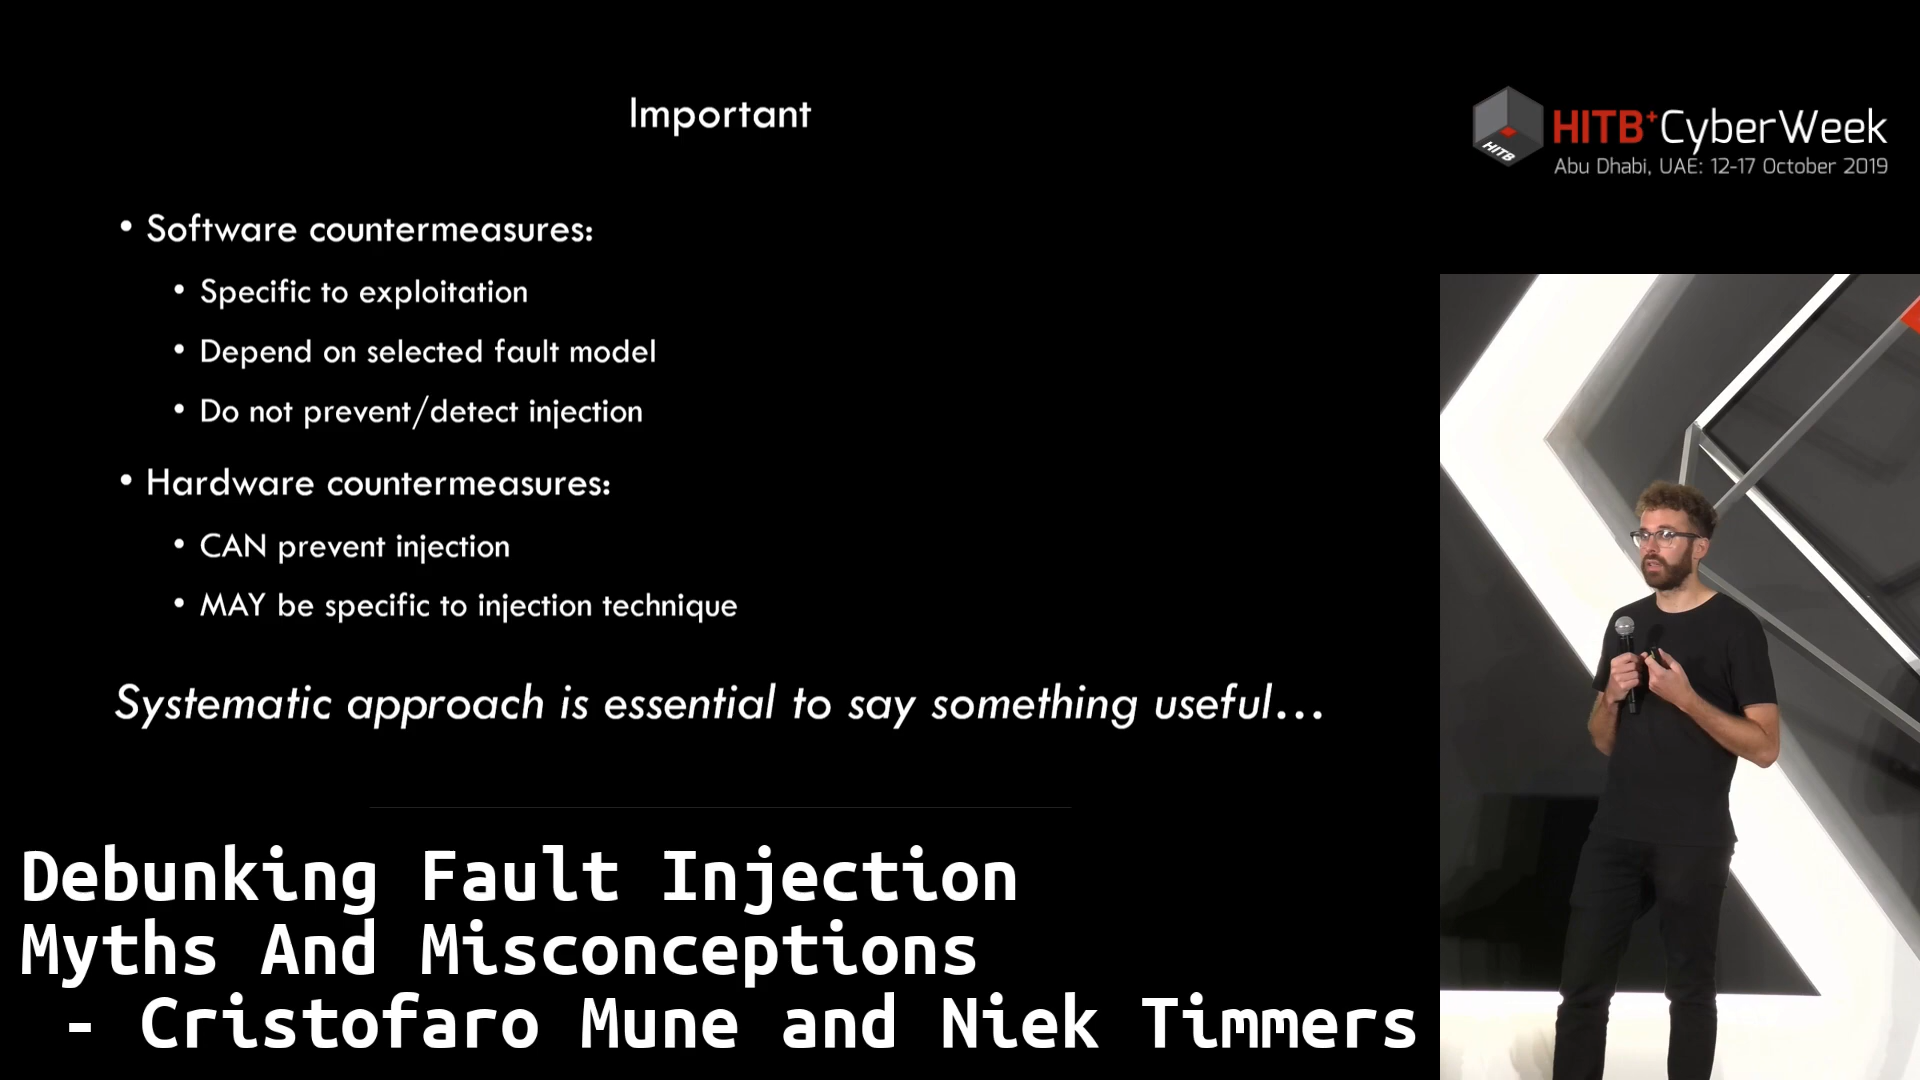 Important
• Software countermeasures:
• Specific to exploitation
• Depend on selected fault model
• Do not prevent/detect injection
• Hardware countermeasures:
• CAN prevent injection
• MAY be specific to injection technique
Systematic approach is essential to say something useful...
HITB
HITB+CyberWeek
Abu Dhabi, UAE: 12-17 October 2019
Debunking Fault Injection
Myths And Misconceptions
- Cristofaro Mune and Niek Timmers